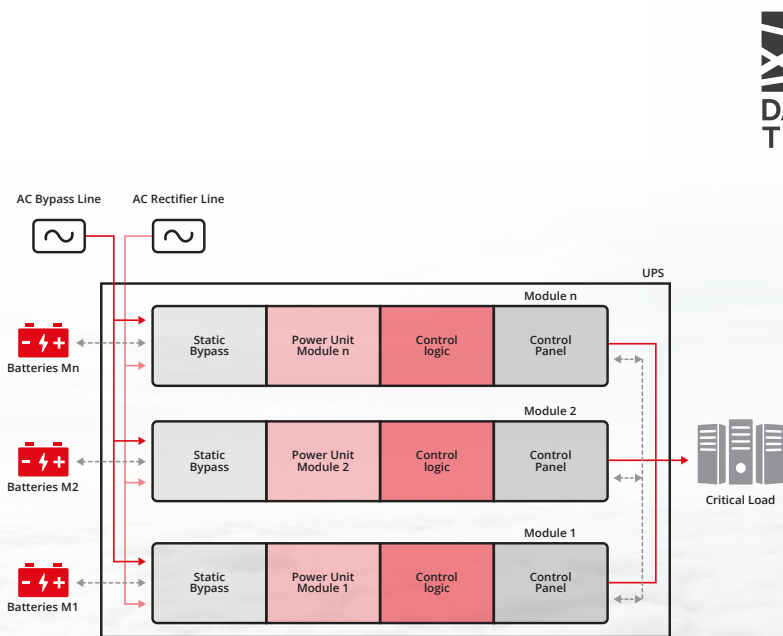 AC Bypass Line
AC Rectifier Line
UPS
Module n
Static
Bypass
Power Unit
Module n
Control
logic
Control
Panel
Batteries Mn
Module 2
Static
Bypass
Power Unit
Module 2
Control
logic
Control
Panel
Batteries M2
Critical Load
Module 1
Static
Bypass
Power Unit
Module 1
Control
logic
Control
Panel
Batteries M1